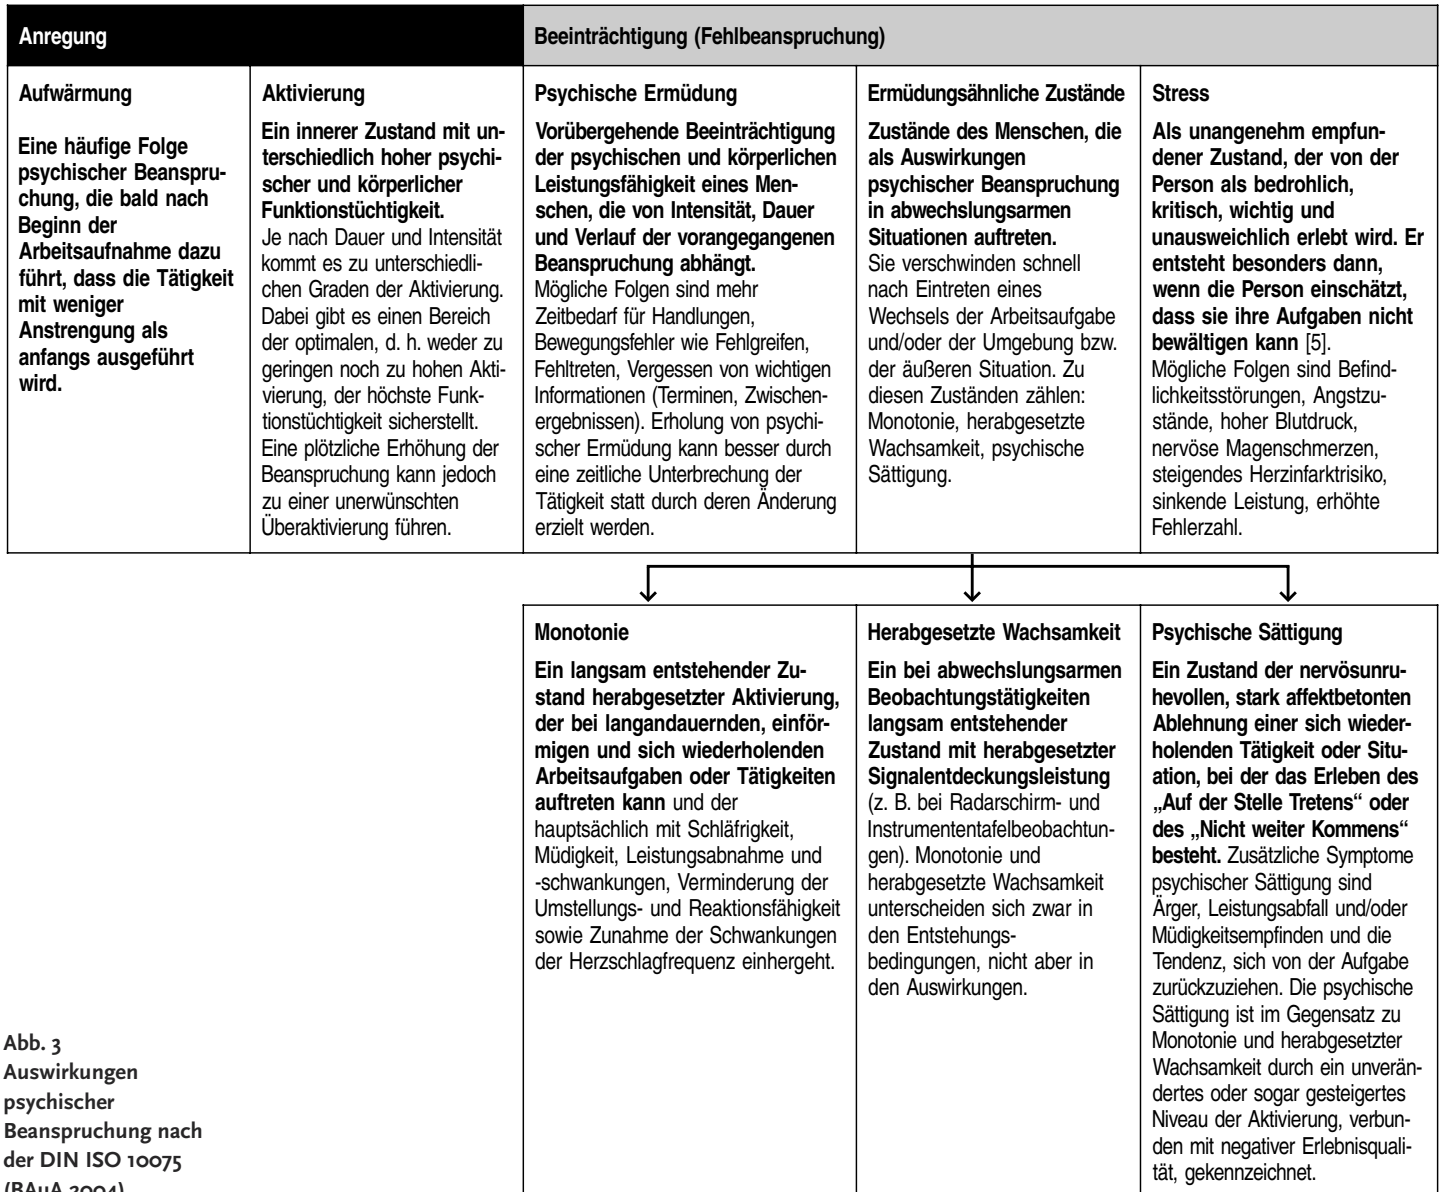 Anregung
Beeinträchtigung (Fehlbeanspruchung)
Aufwärmung
Eine häufige Folge
psychischer Beanspru-
chung, die bald nach
Beginn der
Arbeitsaufnahme dazu
führt, dass die Tätigkeit
mit weniger
Anstrengung als
anfangs ausgeführt
wird.
Aktivierung
Ein innerer Zustand mit un-
terschiedlich hoher psychi-
scher und körperlicher
Funktionstüchtigkeit.
Je nach Dauer und Intensität
kommt es zu unterschiedli-
chen Graden der Aktivierung.
Dabei gibt es einen Bereich
der optimalen, d. h. weder zu
geringen noch zu hohen Akti-
vierung, der höchste Funk-
tionstüchtigkeit sicherstellt.
Eine plötzliche Erhöhung der
Beanspruchung kann jedoch
zu einer unerwünschten
Überaktivierung führen.
Psychische Ermüdung
Vorübergehende Beeinträchtigung
der psychischen und körperlichen
Leistungsfähigkeit eines Men-
schen, die von Intensität, Dauer
und Verlauf der vorangegangenen
Beanspruchung abhängt.
Mögliche Folgen sind mehr
Zeitbedarf für Handlungen,
Bewegungsfehler wie Fehlgreifen,
Fehltreten, Vergessen von wichtigen
Informationen (Terminen, Zwischen-
ergebnissen). Erholung von psychi-
scher Ermüdung kann besser durch
eine zeitliche Unterbrechung der
Tätigkeit statt durch deren Änderung
erzielt werden.
Ermüdungsähnliche Zustände
Zustände des Menschen, die
als Auswirkungen
psychischer Beanspruchung
in abwechslungsarmen
Situationen auftreten.
Sie verschwinden schnell
nach Eintreten eines
Wechsels der Arbeitsaufgabe
und/oder der Umgebung bzw.
der äußeren Situation. Zu
diesen Zuständen zählen:
Monotonie, herabgesetzte
Wachsamkeit, psychische
Sättigung.
Stress
Als unangenehm empfun-
dener Zustand, der von der
Person als bedrohlich,
kritisch, wichtig und
unausweichlich erlebt wird. Er
entsteht besonders dann,
wenn die Person einschätzt,
dass sie ihre Aufgaben nicht
bewältigen kann [5].
Mögliche Folgen sind Befind-
lichkeitsstörungen, Angstzu-
stände, hoher Blutdruck,
nervöse Magenschmerzen,
steigendes Herzinfarktrisiko,
sinkende Leistung, erhöhte
Fehlerzahl.
Monotonie
Ein langsam entstehender Zu-
stand herabgesetzter Aktivierung,
der bei langandauernden, einför-
migen und sich wiederholenden
Arbeitsaufgaben oder Tätigkeiten
auftreten kann und der
hauptsächlich mit Schläfrigkeit,
Müdigkeit, Leistungsabnahme und
-schwankungen, Verminderung der
Umstellungs- und Reaktionsfähigkeit
sowie Zunahme der Schwankungen
der Herzschlagfrequenz einhergeht.
Herabgesetzte Wachsamkeit
Ein bei abwechslungsarmen
Beobachtungstätigkeiten
langsam entstehender
Zustand mit herabgesetzter
Signalentdeckungsleistung
(z. B. bei Radarschirm- und
Instrumententafelbeobachtun-
gen). Monotonie und
herabgesetzte Wachsamkeit
unterscheiden sich zwar in
den Entstehungs-
bedingungen, nicht aber in
den Auswirkungen.
Psychische Sättigung
Ein Zustand der nervösunru-
hevollen, stark affektbetonten
Ablehnung einer sich wieder-
holenden Tätigkeit oder Situ-
ation, bei der das Erleben des
„Auf der Stelle Tretens“ oder
des „Nicht weiter Kommens“
besteht. Zusätzliche Symptome
psychischer Sättigung sind
Ärger, Leistungsabfall und/oder
Müdigkeitsempfinden und die
Tendenz, sich von der Aufgabe
zurückzuziehen. Die psychische
Sättigung ist im Gegensatz zu
Monotonie und herabgesetzter
Wachsamkeit durch ein unverän-
dertes oder sogar gesteigertes
Niveau der Aktivierung, verbun-
den mit negativer Erlebnisquali-
tät, gekennzeichnet.
Abb. 3
Auswirkungen
psychischer
Beanspruchung nach
der DIN ISO 10075
(BAuA 2004)